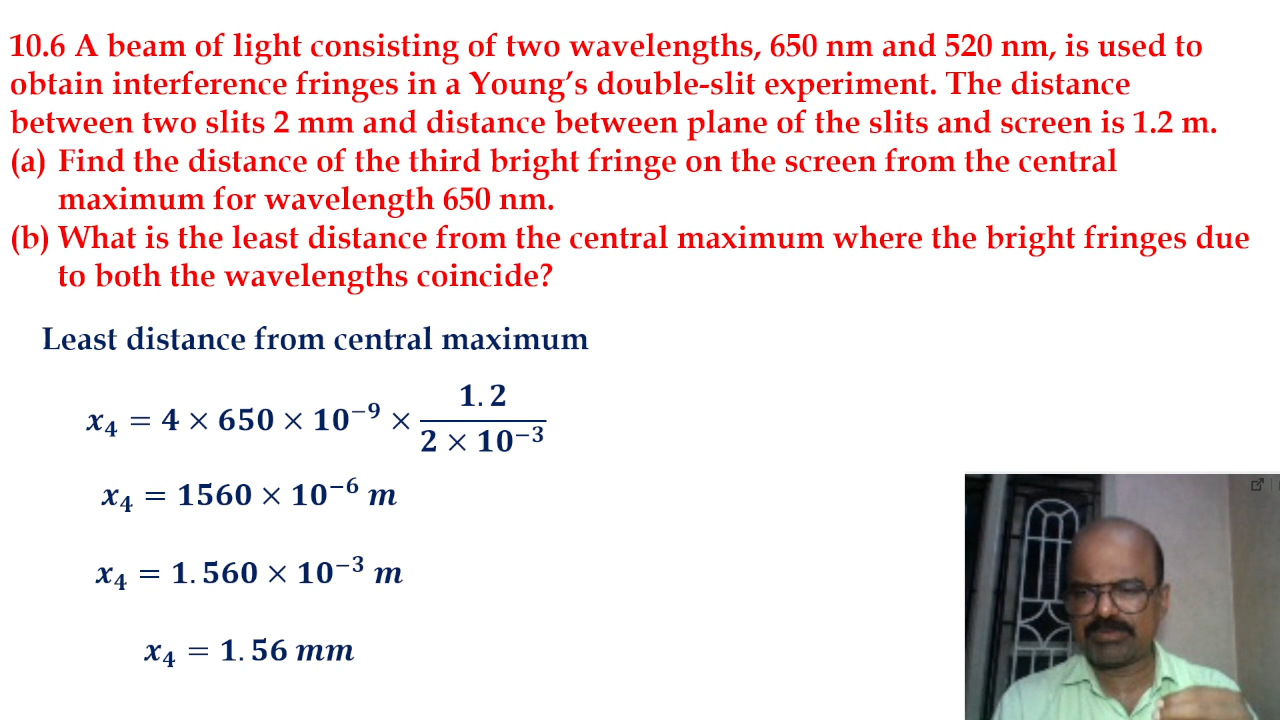 10.6 A beam of light consisting of two wavelengths, 650 nm and 520 nm, is used to
obtain interference fringes in a Young’s double-slit experiment. The distance
between two slits 2 mm and distance between plane of the slits and screen is 1.2 m.
(a) Find the distance of the third bright fringe on the screen from the central
maximum for wavelength 650 nm.
(b) What is the least distance from the central maximum where the bright fringes due
to both the wavelengths coincide?
Least distance from central maximum
x₄ = 4 × 650 × 10⁻⁹ × 1.2 / (2 × 10⁻³)
x₄ = 1560 × 10⁻⁶ m
x₄ = 1.560 × 10⁻³ m
x₄ = 1.56 mm